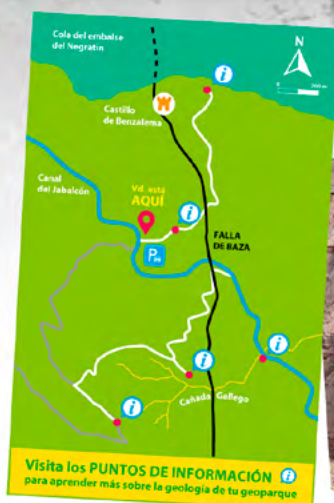 Cola del embalse
del Negratín
N
Castillo
de Benzalema
Canal
del Jabalcón
Vd. está
AQUÍ
FALLA
DE BAZA
P
Cañada Gallego
Visita los PUNTOS DE INFORMACIÓN
para aprender más sobre la geología de tu geoparque